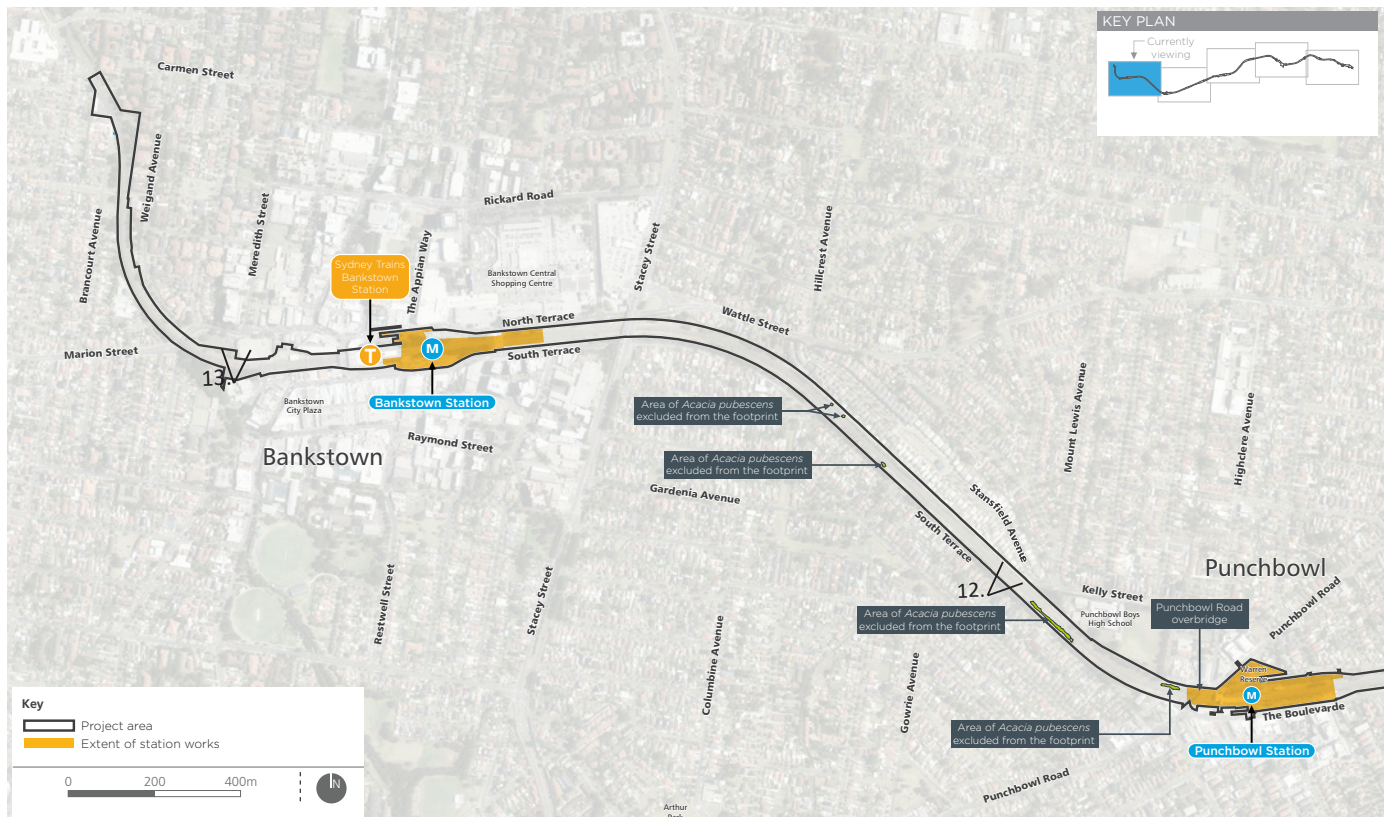 KEY PLAN
Currently
viewing
Carmen Street
Weigand Avenue
Brancourt Avenue
Meredith Street
Rickard Road
The Appian Way
Sydney Trains
Bankstown
Station
Bankstown Central
Shopping Centre
Stacey Street
Hillcrest Avenue
Wattle Street
North Terrace
South Terrace
Marion Street
T
M
13.
Bankstown
City Plaza
Bankstown Station
Raymond Street
Bankstown
Area of Acacia pubescens
excluded from the footprint
Area of Acacia pubescens
excluded from the footprint
Gardenia Avenue
South Terrace
Stansfield Avenue
Mount Lewis Avenue
Highclere Avenue
Punchbowl
12.
Kelly Street
Punchbowl Boys
High School
Punchbowl Road
overbridge
Punchbowl Road
Area of Acacia pubescens
excluded from the footprint
Restwell Street
Stacey Street
Columbine Avenue
Gowrie Avenue
Warren
Reserve
M
The Boulevarde
Area of Acacia pubescens
excluded from the footprint
Punchbowl Station
Punchbowl Road
Arthur
Park
Key
Project area
Extent of station works
0 200 400m
N